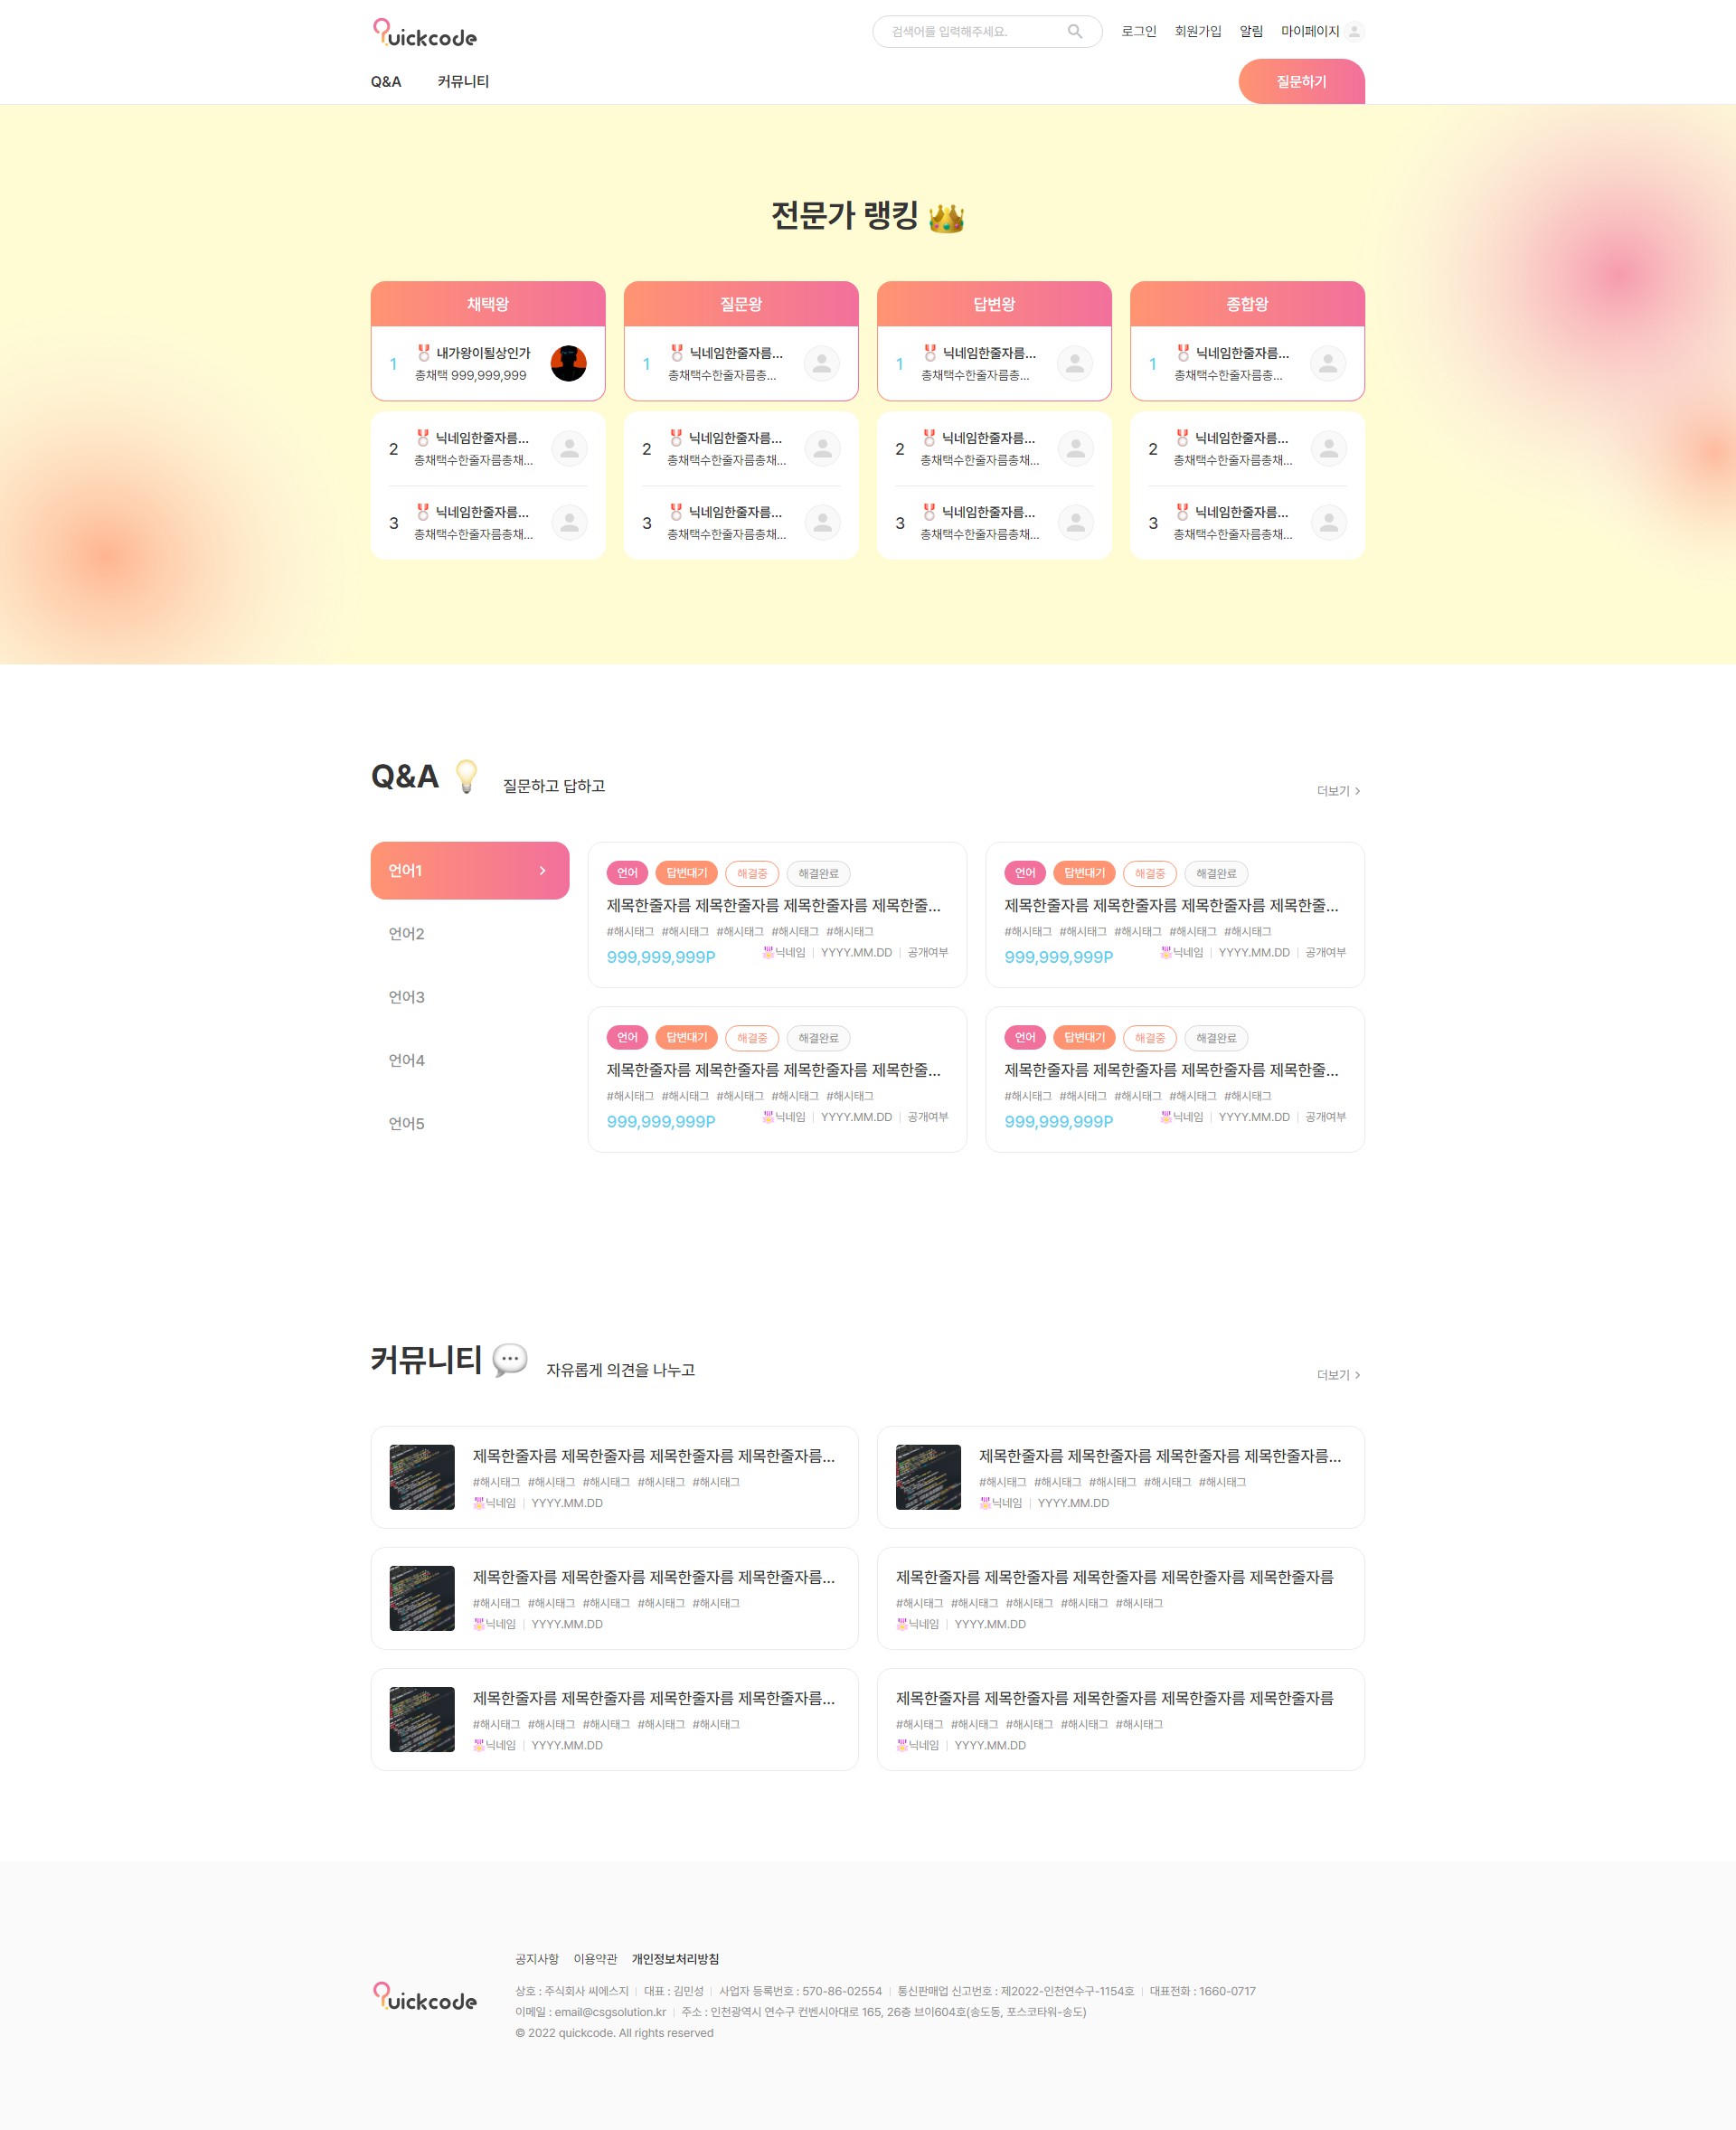 Quickcode
검색어를 입력해주세요.
로그인 회원가입 알림 마이페이지
Q&A 커뮤니티 질문하기
전문가 랭킹
채택왕
1 내가왕이될상인가
총채택 999,999,999
2 닉네임한줄자름...
총채택수한줄자름총채...
3 닉네임한줄자름...
총채택수한줄자름총채...
질문왕
1 닉네임한줄자름...
총채택수한줄자름총...
2 닉네임한줄자름...
총채택수한줄자름총채...
3 닉네임한줄자름...
총채택수한줄자름총채...
답변왕
1 닉네임한줄자름...
총채택수한줄자름총...
2 닉네임한줄자름...
총채택수한줄자름총채...
3 닉네임한줄자름...
총채택수한줄자름총채...
종합왕
1 닉네임한줄자름...
총채택수한줄자름총...
2 닉네임한줄자름...
총채택수한줄자름총채...
3 닉네임한줄자름...
총채택수한줄자름총채...
Q&A 질문하고 답하고
더보기 >
언어1 >
언어2
언어3
언어4
언어5
언어 답변대기 해결중 해결완료
제목한줄자름 제목한줄자름 제목한줄자름 제목한줄...
#해시태그 #해시태그 #해시태그 #해시태그 #해시태그
999,999,999P 닉네임 | YYYY.MM.DD | 공개여부
언어 답변대기 해결중 해결완료
제목한줄자름 제목한줄자름 제목한줄자름 제목한줄...
#해시태그 #해시태그 #해시태그 #해시태그 #해시태그
999,999,999P 닉네임 | YYYY.MM.DD | 공개여부
언어 답변대기 해결중 해결완료
제목한줄자름 제목한줄자름 제목한줄자름 제목한줄...
#해시태그 #해시태그 #해시태그 #해시태그 #해시태그
999,999,999P 닉네임 | YYYY.MM.DD | 공개여부
언어 답변대기 해결중 해결완료
제목한줄자름 제목한줄자름 제목한줄자름 제목한줄...
#해시태그 #해시태그 #해시태그 #해시태그 #해시태그
999,999,999P 닉네임 | YYYY.MM.DD | 공개여부
커뮤니티 자유롭게 의견을 나누고
더보기 >
제목한줄자름 제목한줄자름 제목한줄자름 제목한줄자름...
#해시태그 #해시태그 #해시태그 #해시태그 #해시태그
닉네임 | YYYY.MM.DD
제목한줄자름 제목한줄자름 제목한줄자름 제목한줄자름...
#해시태그 #해시태그 #해시태그 #해시태그 #해시태그
닉네임 | YYYY.MM.DD
제목한줄자름 제목한줄자름 제목한줄자름 제목한줄자름...
#해시태그 #해시태그 #해시태그 #해시태그 #해시태그
닉네임 | YYYY.MM.DD
제목한줄자름 제목한줄자름 제목한줄자름 제목한줄자름 제목한줄자름
#해시태그 #해시태그 #해시태그 #해시태그 #해시태그
닉네임 | YYYY.MM.DD
제목한줄자름 제목한줄자름 제목한줄자름 제목한줄자름...
#해시태그 #해시태그 #해시태그 #해시태그 #해시태그
닉네임 | YYYY.MM.DD
제목한줄자름 제목한줄자름 제목한줄자름 제목한줄자름 제목한줄자름
#해시태그 #해시태그 #해시태그 #해시태그 #해시태그
닉네임 | YYYY.MM.DD
Quickcode
공지사항 이용약관 개인정보처리방침
상호 : 주식회사 씨에스지 | 대표 : 김민성 | 사업자 등록번호 : 570-86-02554 | 통신판매업 신고번호 : 제2022-인천연수구-1154호 | 대표전화 : 1660-0717
이메일 : email@csgsolution.kr | 주소 : 인천광역시 연수구 컨벤시아대로 165, 26층 브이604호(송도동, 포스코타워-송도)
© 2022 quickcode. All rights reserved